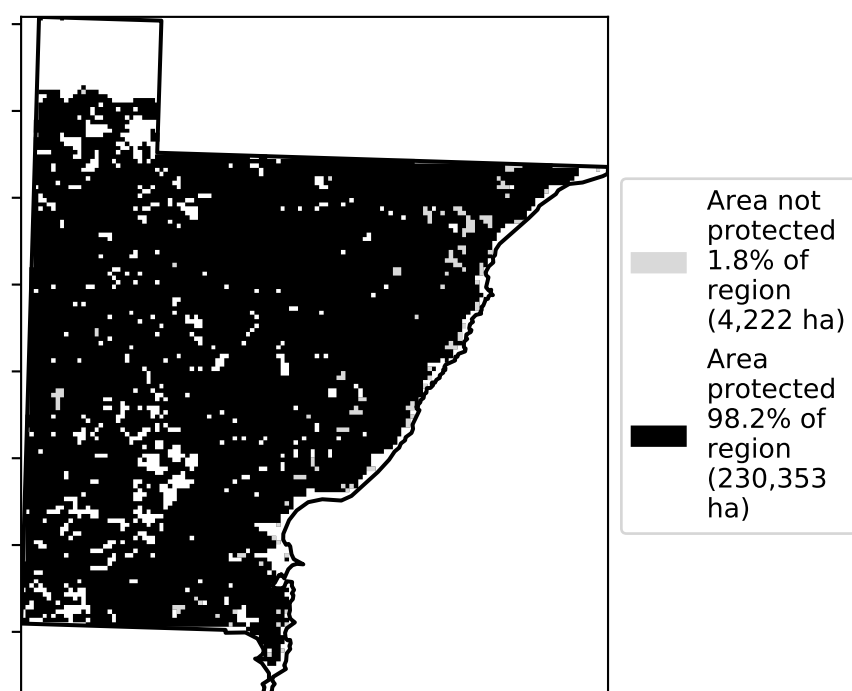 Area not
protected
1.8% of
region
(4,222 ha)
Area
protected
98.2% of
region
(230,353
ha)